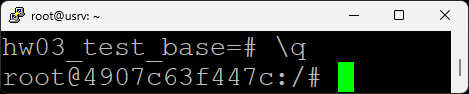 root@usrv: ~
hw03_test_base=# \q
root@4907c63f447c:/#